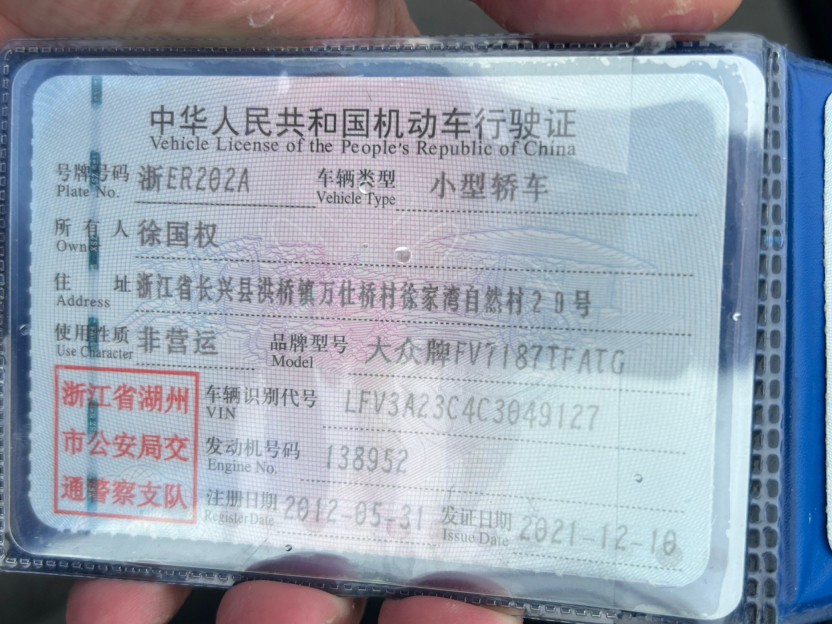 中华人民共和国机动车行驶证
Vehicle License of the People's Republic of China
号牌号码 浙ER202A 车辆类型 小型轿车
Plate No. Vehicle Type
所有人 徐国权
Owner
住址 浙江省长兴县洪桥镇万仕桥村徐家湾自然村20号
Address
使用性质 非营运 品牌型号 大众牌FV7187TFATG
Use Character Model
浙江省湖州 车辆识别代号 LFV3A23C4C3049127
VIN
市公安局交 发动机号码 138952
Engine No.
通警察支队 注册日期 2012-05-31 发证日期 2021-12-10
Register Date Issue Date